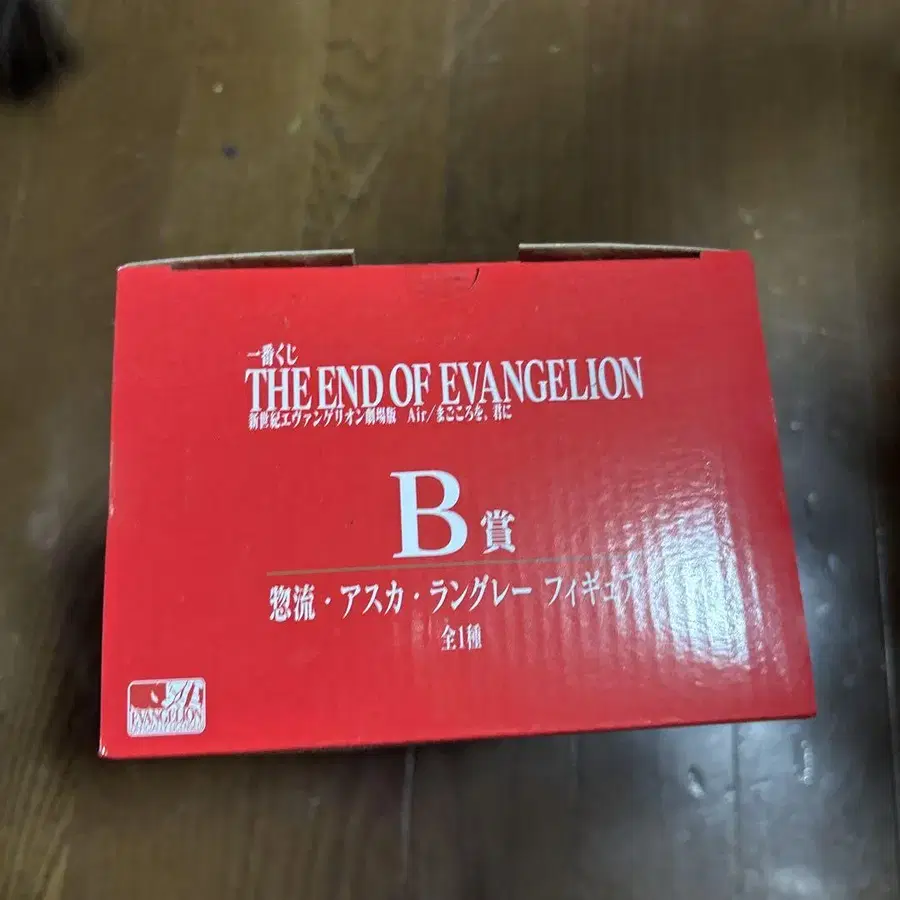 一番くじ
THE END OF EVANGELION
新世紀エヴァンゲリオン劇場版 Air/まごころを、君に
B賞
惣流・アスカ・ラングレー フィギュア
全1種
EVANGELION